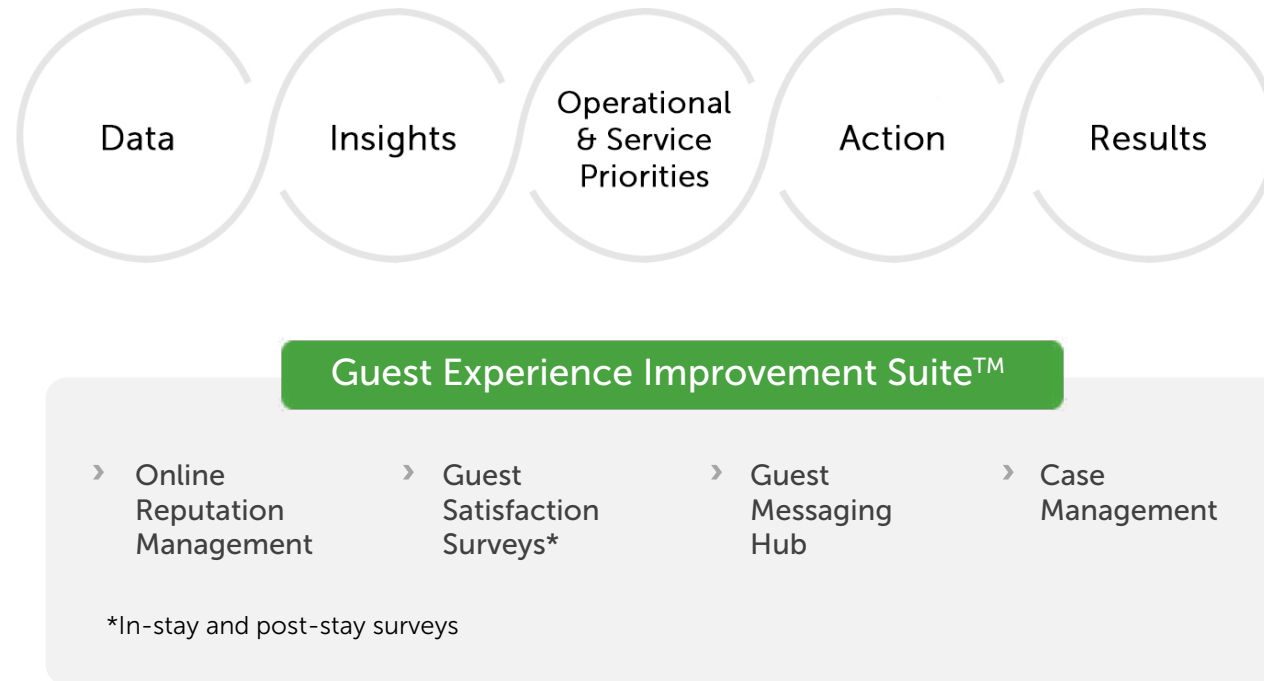 Data
Insights
Operational
& Service
Priorities
Action
Results
Guest Experience Improvement Suite™
› Online
Reputation
Management
› Guest
Satisfaction
Surveys*
› Guest
Messaging
Hub
› Case
Management
*In-stay and post-stay surveys